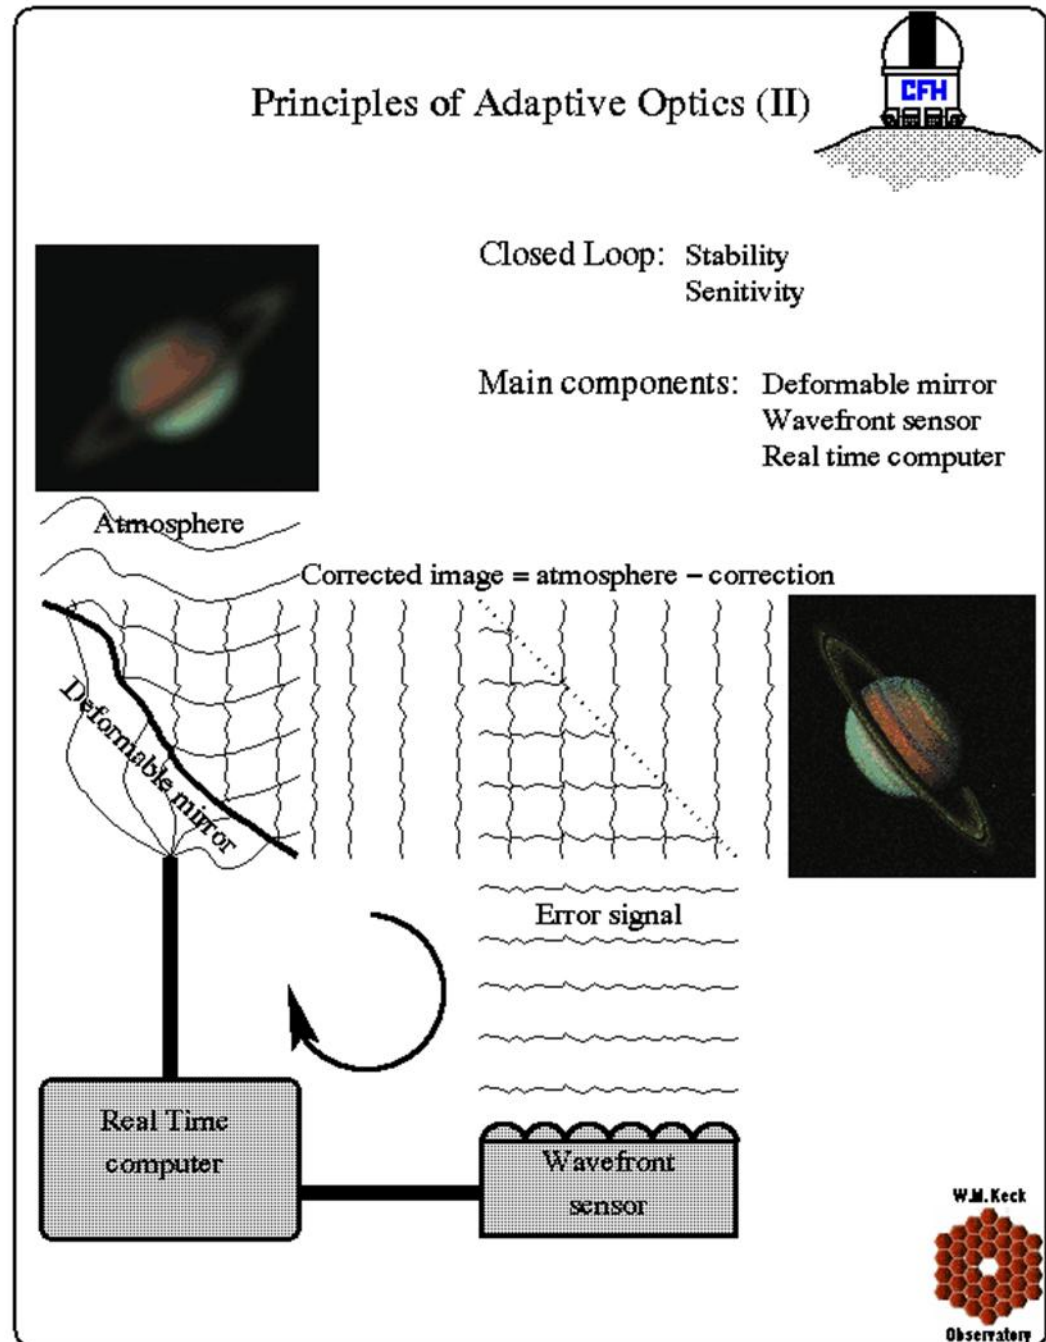 CFH
Principles of Adaptive Optics (II)
Closed Loop: Stability
Senitivity
Main components: Deformable mirror
Wavefront sensor
Real time computer
Atmosphere
Corrected image = atmosphere – correction
Deformable mirror
Error signal
Real Time
computer
Wavefront
sensor
W.M. Keck
Observatory